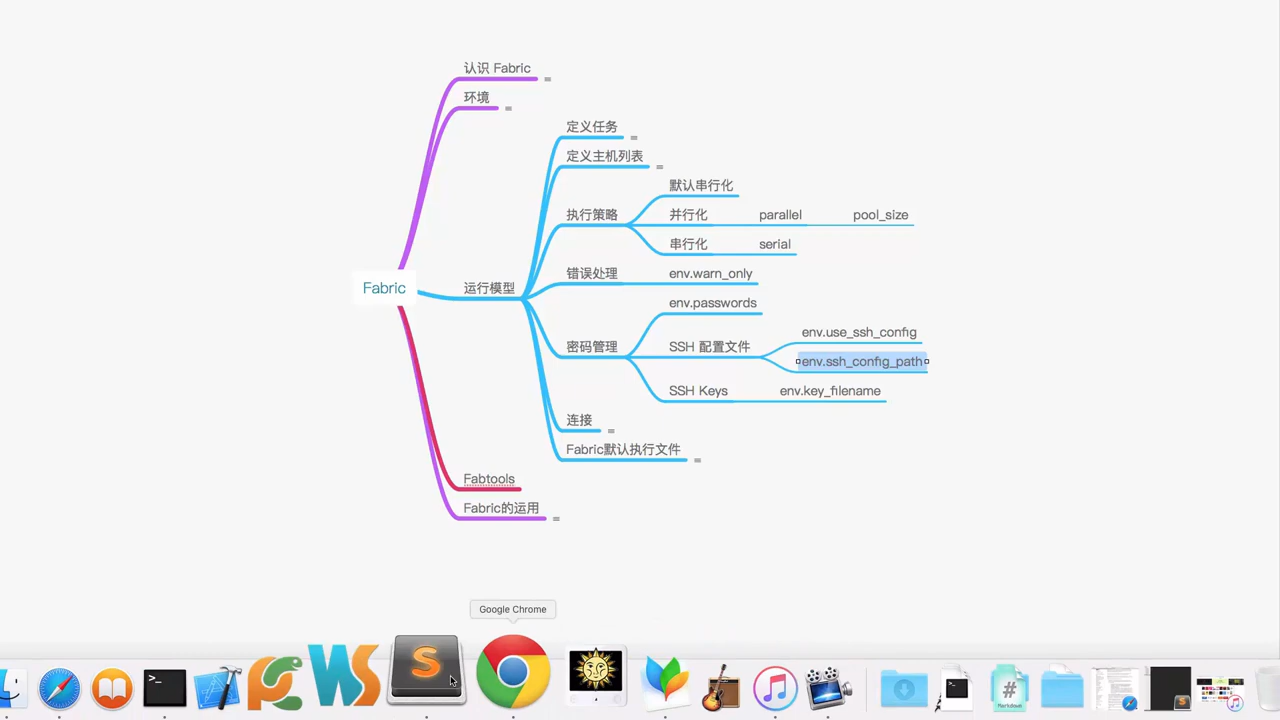 认识 Fabric
环境
定义任务
定义主机列表
默认串行化
执行策略
并行化
parallel
pool_size
串行化
serial
错误处理
env.warn_only
Fabric
运行模型
env.passwords
env.use_ssh_config
密码管理
SSH 配置文件
env.ssh_config_path
SSH Keys
env.key_filename
连接
Fabric默认执行文件
Fabtools
Fabric的运用
Google Chrome